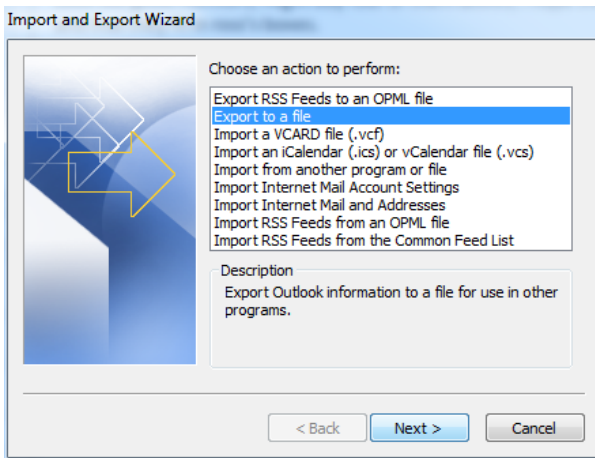 Import and Export Wizard
Choose an action to perform:
Export RSS Feeds to an OPML file
Export to a file
Import a VCARD file (.vcf)
Import an iCalendar (.ics) or vCalendar file (.vcs)
Import from another program or file
Import Internet Mail Account Settings
Import Internet Mail and Addresses
Import RSS Feeds from an OPML file
Import RSS Feeds from the Common Feed List
Description
Export Outlook information to a file for use in other
programs.
< Back
Next >
Cancel